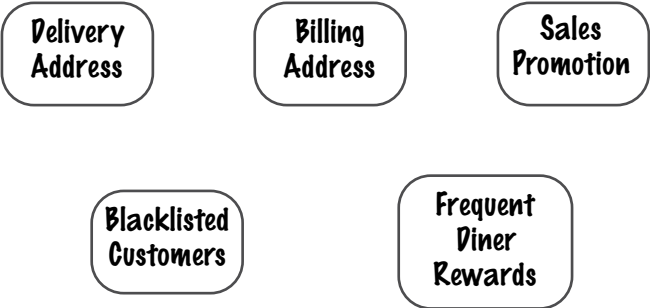 Delivery
Address
Billing
Address
Sales
Promotion
Blacklisted
Customers
Frequent
Diner
Rewards